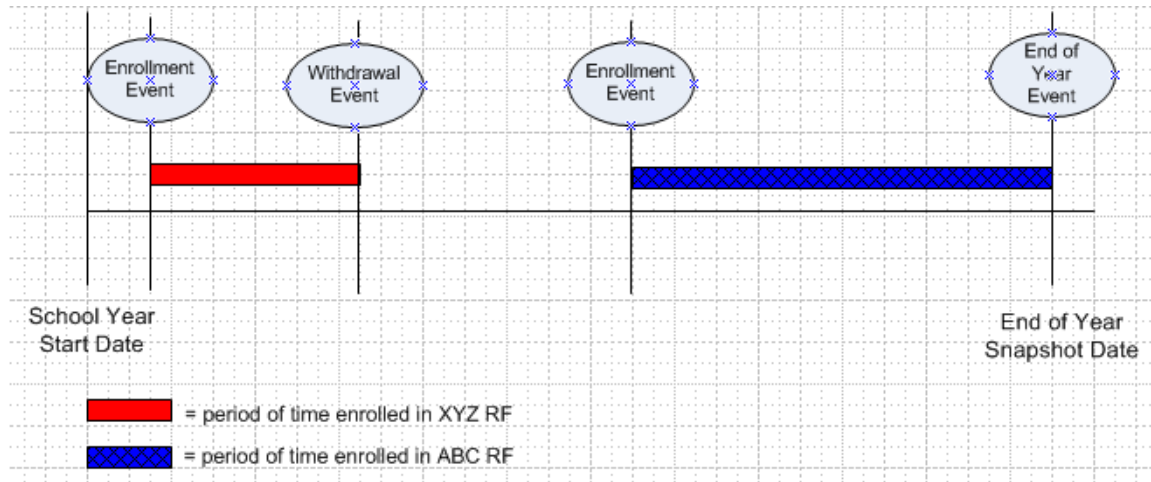 Enrollment
Event
Withdrawal
Event
Enrollment
Event
End of
Year
Event
School Year
Start Date
End of Year
Snapshot Date
= period of time enrolled in XYZ RF
= period of time enrolled in ABC RF